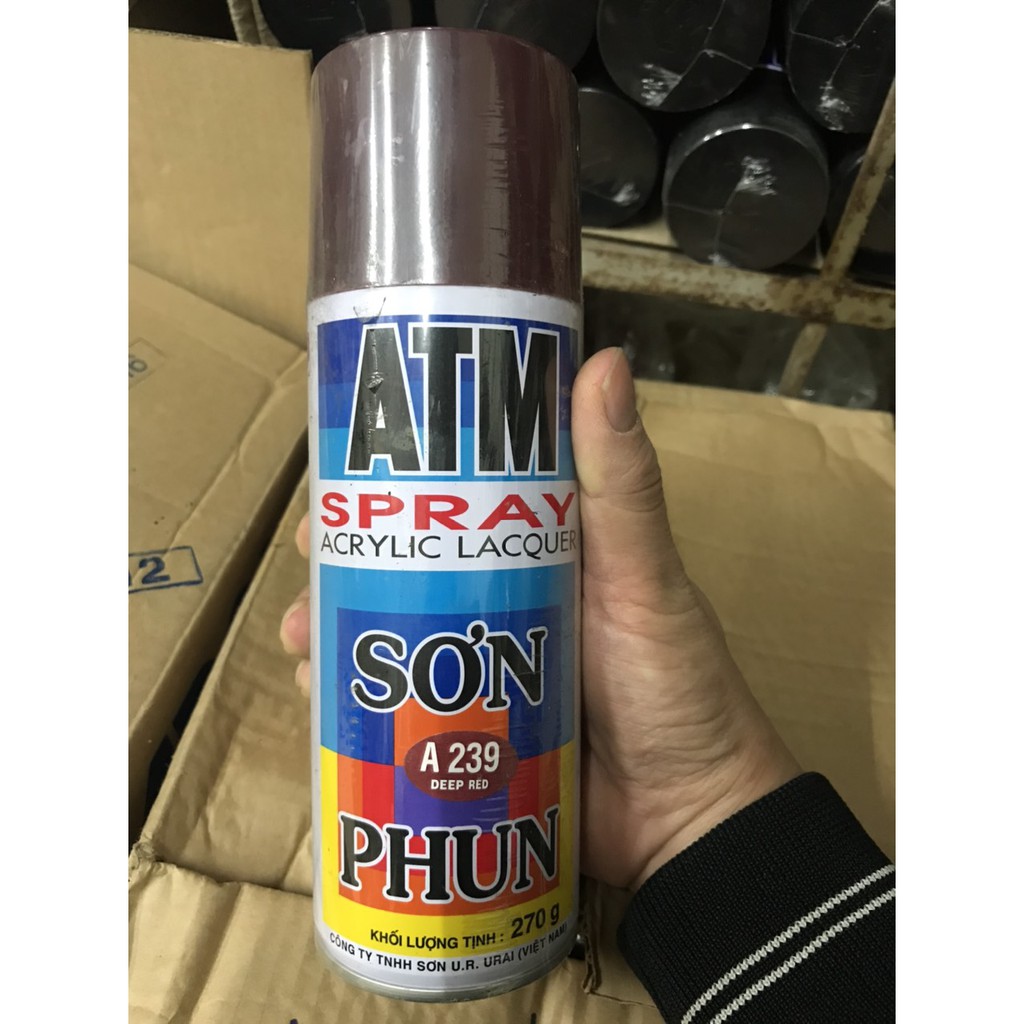 ATM
SPRAY
ACRYLIC LACQUER
SƠN
A 239
DEEP RED
PHUN
KHỐI LƯỢNG TỊNH : 270 g
CÔNG TY TNHH SƠN U.R. URAI (VIỆT NAM)
12